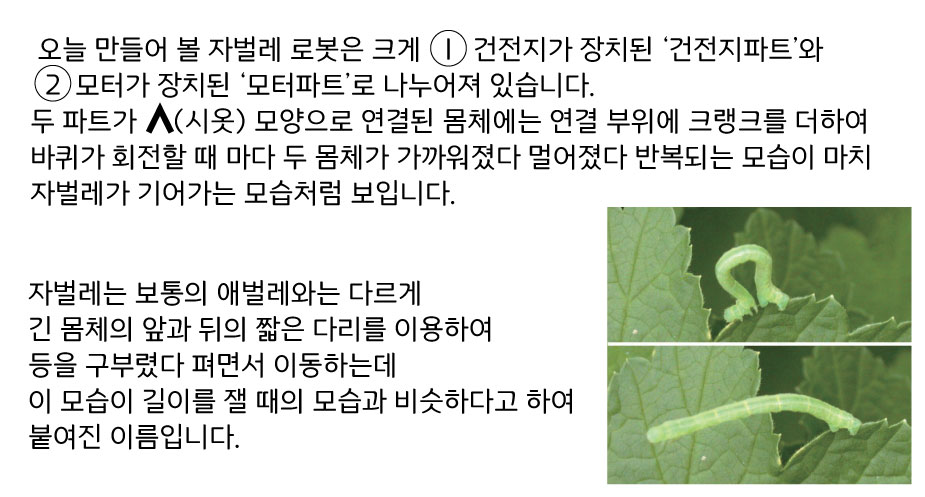 오늘 만들어 볼 자벌레 로봇은 크게 ① 건전지가 장치된 ‘건전지파트’와
② 모터가 장치된 ‘모터파트’로 나누어져 있습니다.
두 파트가 ㅅ(시옷) 모양으로 연결된 몸체에는 연결 부위에 크랭크를 더하여
바퀴가 회전할 때 마다 두 몸체가 가까워졌다 멀어졌다 반복되는 모습이 마치
자벌레가 기어가는 모습처럼 보입니다.
자벌레는 보통의 애벌레와는 다르게
긴 몸체의 앞과 뒤의 짧은 다리를 이용하여
등을 구부렸다 펴면서 이동하는데
이 모습이 길이를 잴 때의 모습과 비슷하다고 하여
붙여진 이름입니다.